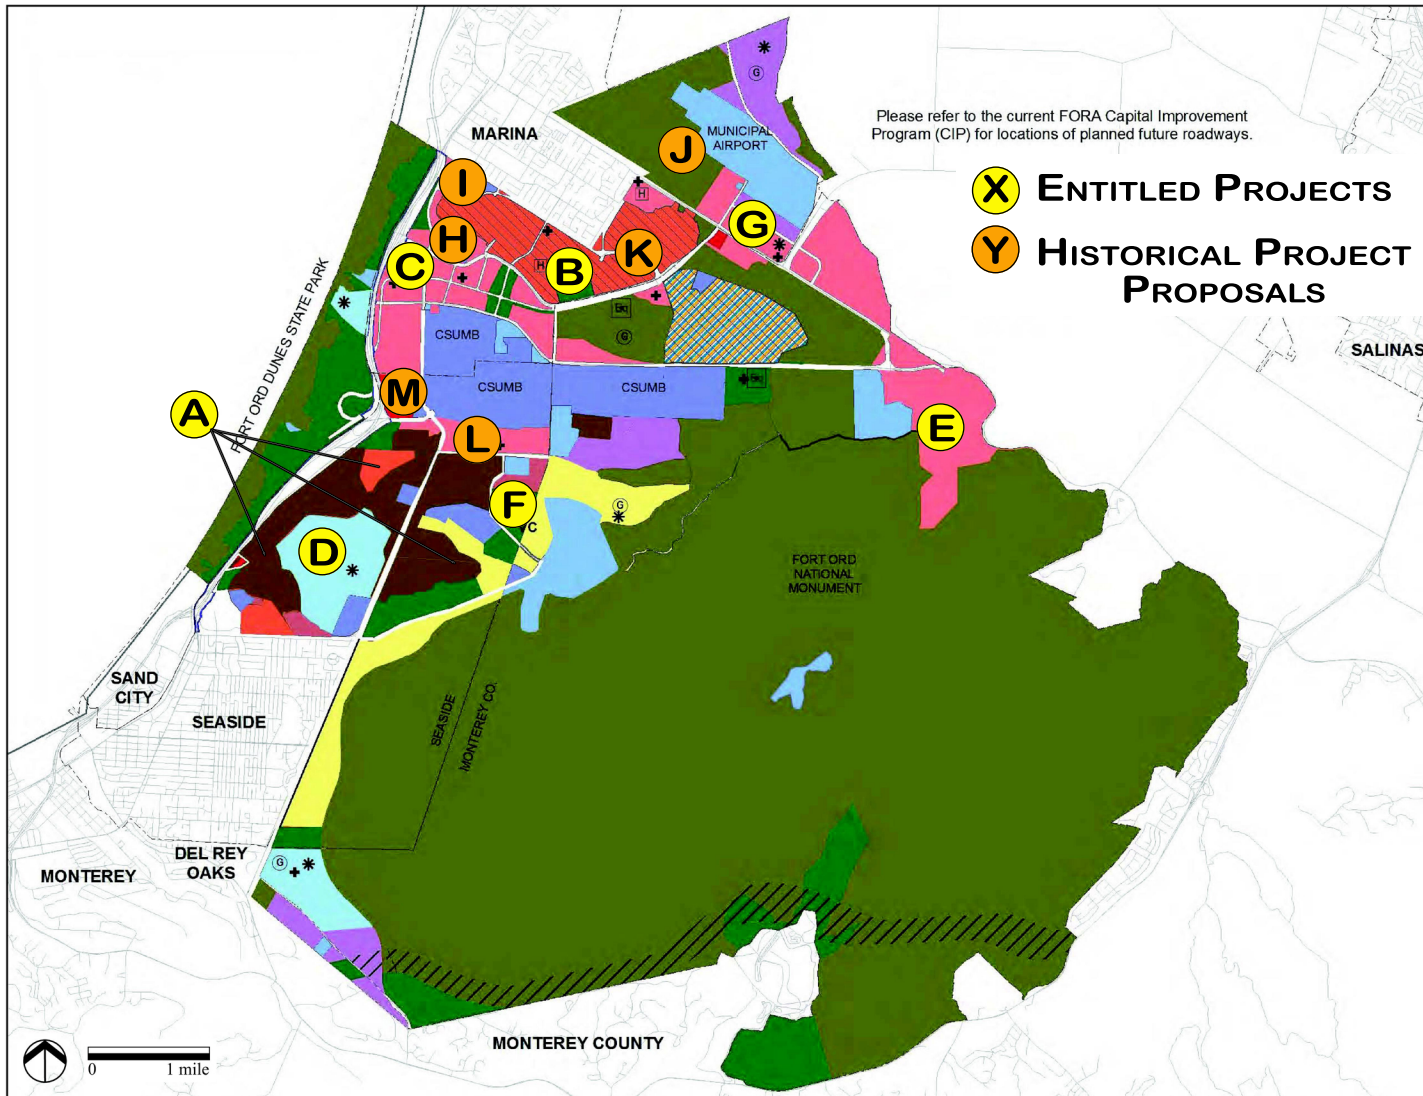 Please refer to the current FORA Capital Improvement
Program (CIP) for locations of planned future roadways.
X ENTITLED PROJECTS
Y HISTORICAL PROJECT
PROPOSALS
MARINA
MUNICIPAL
AIRPORT
G
J
I
H
H
G
K
C
B
H
FORT ORD DUNES STATE PARK
G
CSUMB
SALINAS
CSUMB
CSUMB
M
A
L
E
F
G
C
D
FORT ORD
NATIONAL
MONUMENT
SAND
CITY
SEASIDE
SEASIDE
MONTEREY CO.
DEL REY
OAKS
MONTEREY
G
MONTEREY COUNTY
0 1 mile